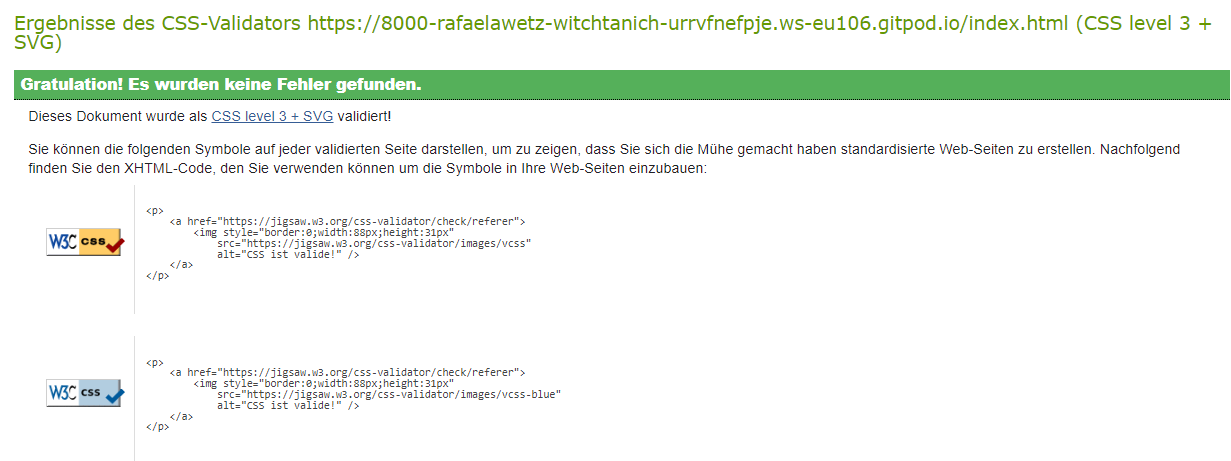 Ergebnisse des CSS-Validators https://8000-rafaelawetz-witchtanich-urrvfnefpje.ws-eu106.gitpod.io/index.html (CSS level 3 +
SVG)
Gratulation! Es wurden keine Fehler gefunden.
Dieses Dokument wurde als CSS level 3 + SVG validiert!
Sie können die folgenden Symbole auf jeder validierten Seite darstellen, um zu zeigen, dass Sie sich die Mühe gemacht haben standardisierte Web-Seiten zu erstellen. Nachfolgend
finden Sie den XHTML-Code, den Sie verwenden können um die Symbole in Ihre Web-Seiten einzubauen:
W3C css
<p>
<a href="https://jigsaw.w3.org/css-validator/check/referer">
<img style="border:0;width:88px;height:31px"
src="https://jigsaw.w3.org/css-validator/images/vcss"
alt="CSS ist valide!" />
</a>
</p>
W3C css
<p>
<a href="https://jigsaw.w3.org/css-validator/check/referer">
<img style="border:0;width:88px;height:31px"
src="https://jigsaw.w3.org/css-validator/images/vcss-blue"
alt="CSS ist valide!" />
</a>
</p>